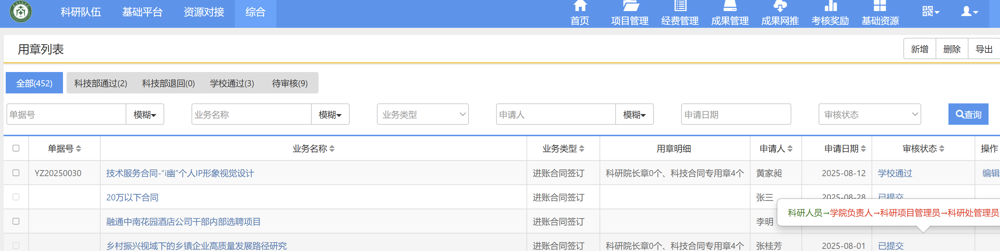 科研队伍 基础平台 资源对接 综合 首页 项目管理 经费管理 成果管理 成果网推 考核奖励 基础资源
用章列表 新增 删除 导出
全部(452) 科技部通过(2) 科技部退回(0) 学校通过(3) 待审核(9)
单据号 模糊 业务名称 模糊 业务类型 申请人 模糊 申请日期 审核状态 查询
单据号 业务名称 业务类型 用章明细 申请人 申请日期 审核状态 操作
YZ20250030 技术服务合同-“i幽”个人IP形象视觉设计 进账合同签订 科研院长章0个、科技合同专用章4个 黄家昶 2025-08-12 学校通过 编辑
20万以下合同 进账合同签订 张三 2025-08-28 已提交
科研人员→学院负责人→科研项目管理员→科研处管理员
融通中南花园酒店公司干部内部选聘项目 进账合同签订 李明
乡村振兴视域下的乡镇企业高质量发展路径研究 进账合同签订 科研院长章0个、科技合同专用章4个 张桂芳 2025-08-01 已提交